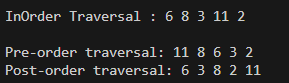 InOrder Traversal : 6 8 3 11 2
Pre-order traversal: 11 8 6 3 2
Post-order traversal: 6 3 8 2 11